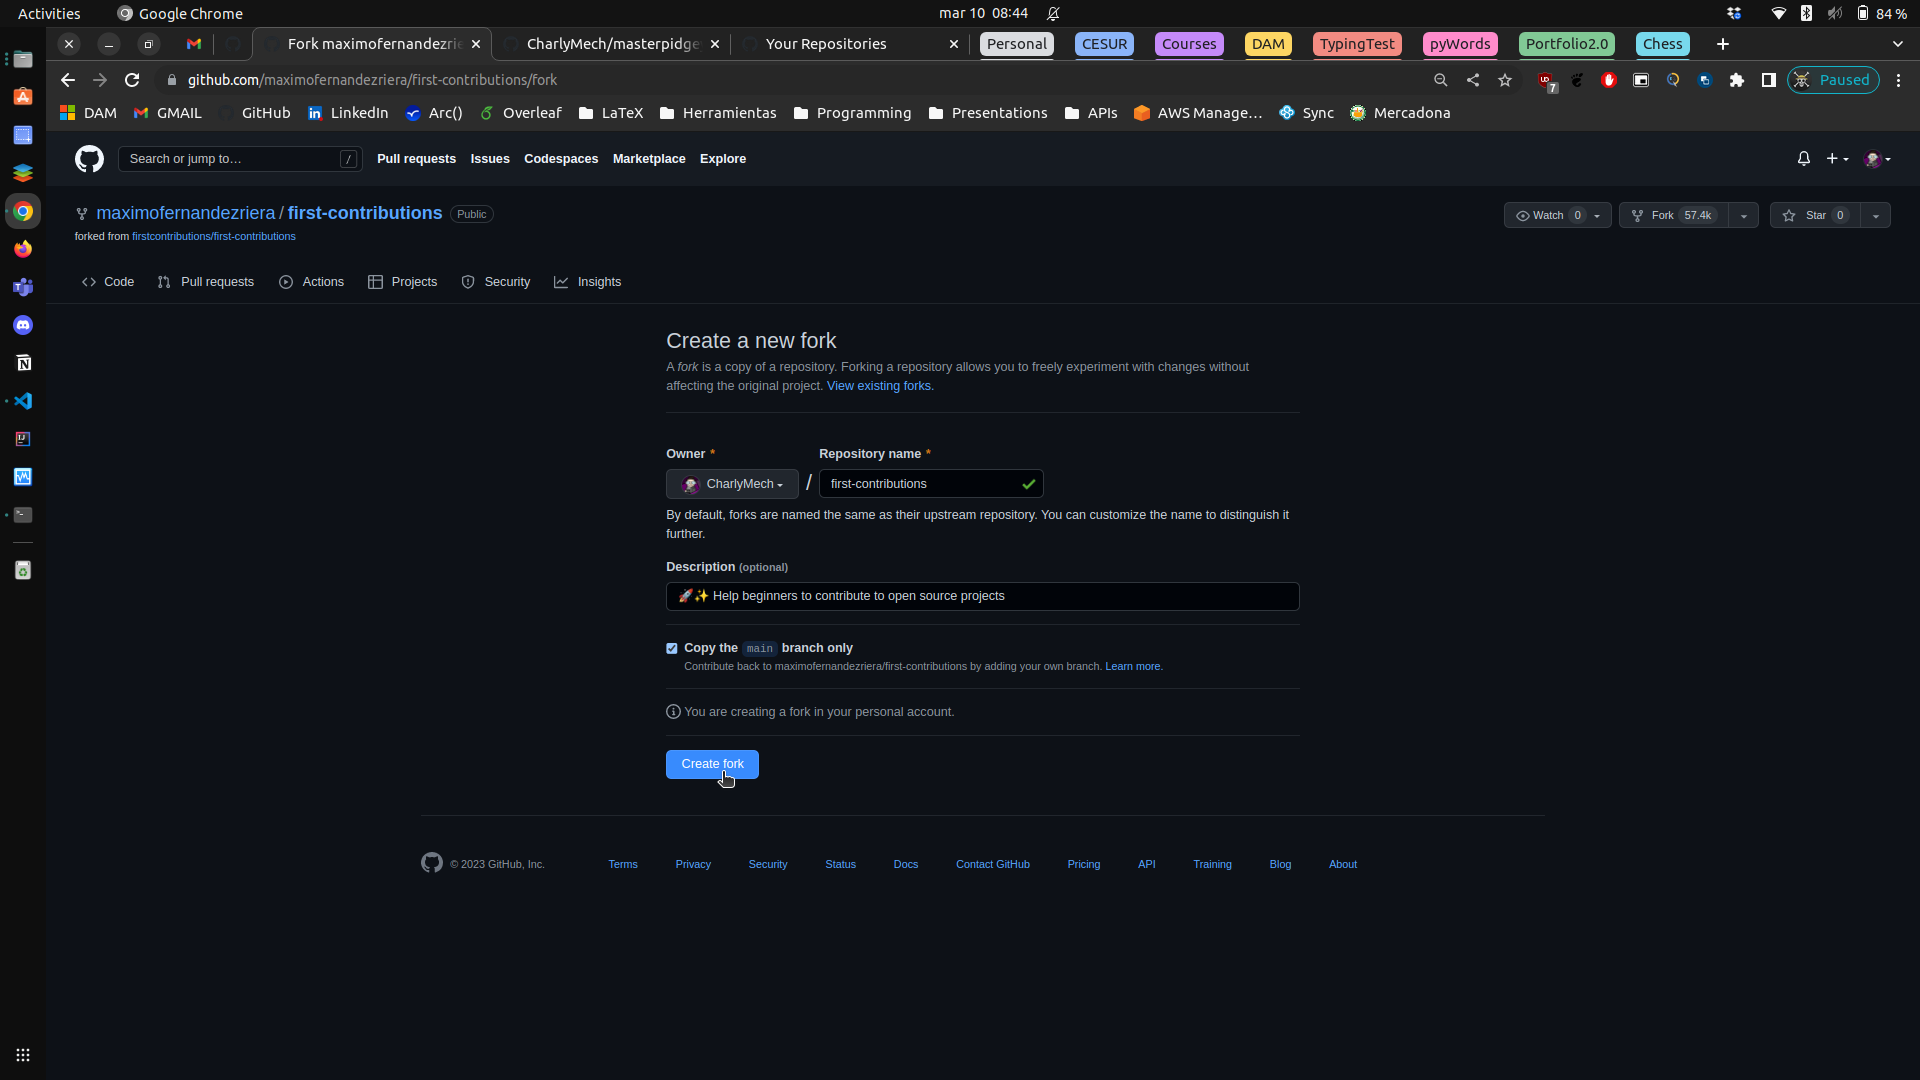 Activities
Google Chrome
mar 10 08:44
84 %
Fork maximofernandezrie
CharlyMech/masterpidge
Your Repositories
Personal
CESUR
Courses
DAM
TypingTest
pyWords
Portfolio2.0
Chess
github.com/maximofernandezriera/first-contributions/fork
7
Paused
DAM
GMAIL
GitHub
LinkedIn
Arc()
Overleaf
LaTeX
Herramientas
Programming
Presentations
APIs
AWS Manage...
Sync
Mercadona
Search or jump to...
/
Pull requests
Issues
Codespaces
Marketplace
Explore
maximofernandezriera / first-contributions
Public
Watch 0
Fork 57.4k
Star 0
forked from firstcontributions/first-contributions
Code
Pull requests
Actions
Projects
Security
Insights
Create a new fork
A fork is a copy of a repository. Forking a repository allows you to freely experiment with changes without
affecting the original project. View existing forks.
Owner *
Repository name *
CharlyMech
/
first-contributions
By default, forks are named the same as their upstream repository. You can customize the name to distinguish it
further.
Description (optional)
🚀✨ Help beginners to contribute to open source projects
Copy the main branch only
Contribute back to maximofernandezriera/first-contributions by adding your own branch. Learn more.
You are creating a fork in your personal account.
Create fork
© 2023 GitHub, Inc.
Terms
Privacy
Security
Status
Docs
Contact GitHub
Pricing
API
Training
Blog
About